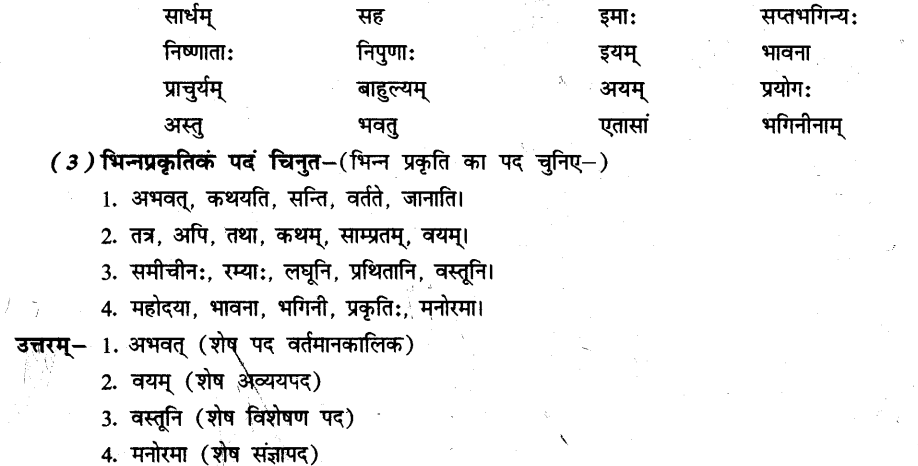 सार्धम् सह इमाः सप्तभगिन्यः
निष्णाताः निपुणाः इयम् भावना
प्राचुर्यम् बाहुल्यम् अयम् प्रयोगः
अस्तु भवतु एतासां भगिनीनाम्
(3) भिन्नप्रकृतिकं पदं चिनुत–(भिन्न प्रकृति का पद चुनिए–)
1. अभवत्, कथयति, सन्ति, वर्तते, जानाति।
2. तत्र, अपि, तथा, कथम्, साम्प्रतम्, वयम्।
3. समीचीनः, रम्याः, लघूनि, प्रथितानि, वस्तूनि।
4. महोदया, भावना, भगिनी, प्रकृतिः, मनोरमा।
उत्तरम्– 1. अभवत् (शेष पद वर्तमानकालिक)
2. वयम् (शेष अव्ययपद)
3. वस्तूनि (शेष विशेषण पद)
4. मनोरमा (शेष संज्ञापद)